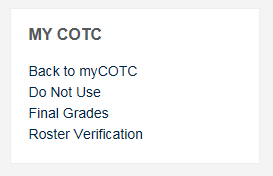 MY COTC
Back to myCOTC
Do Not Use
Final Grades
Roster Verification